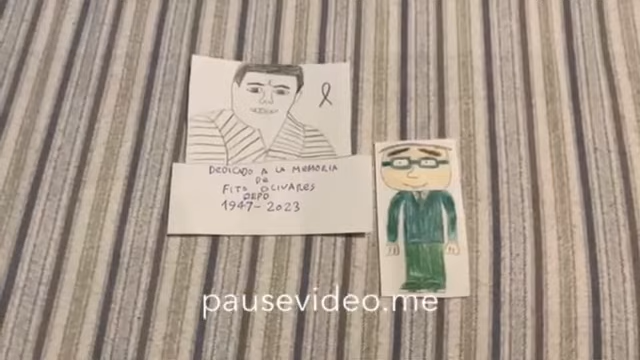 DEDICADO A LA MEMORIA
DE
FITO OLIVARES
DEPD
1947-2023
pausevideo.me